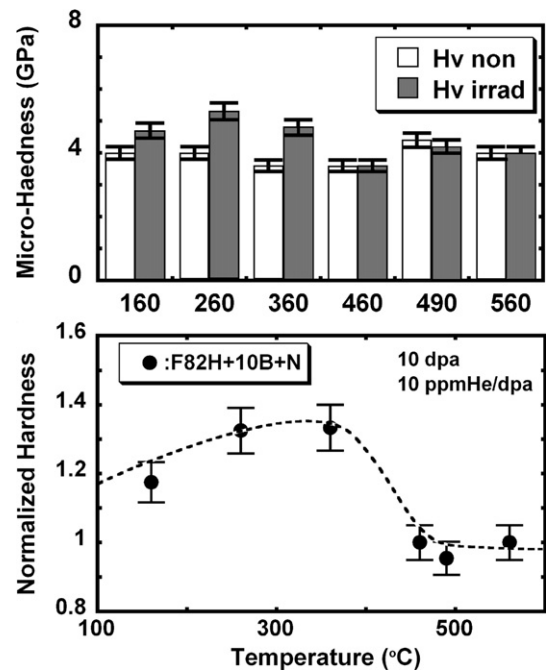 8
Hv non
Hv irrad
Micro-Haedness (GPa)
4
0
160 260 360 460 490 560
1.6
:F82H+10B+N
10 dpa
10 ppmHe/dpa
1.4
Normalized Hardness
1.2
1
0.8
100 300 500
Temperature (ºC)